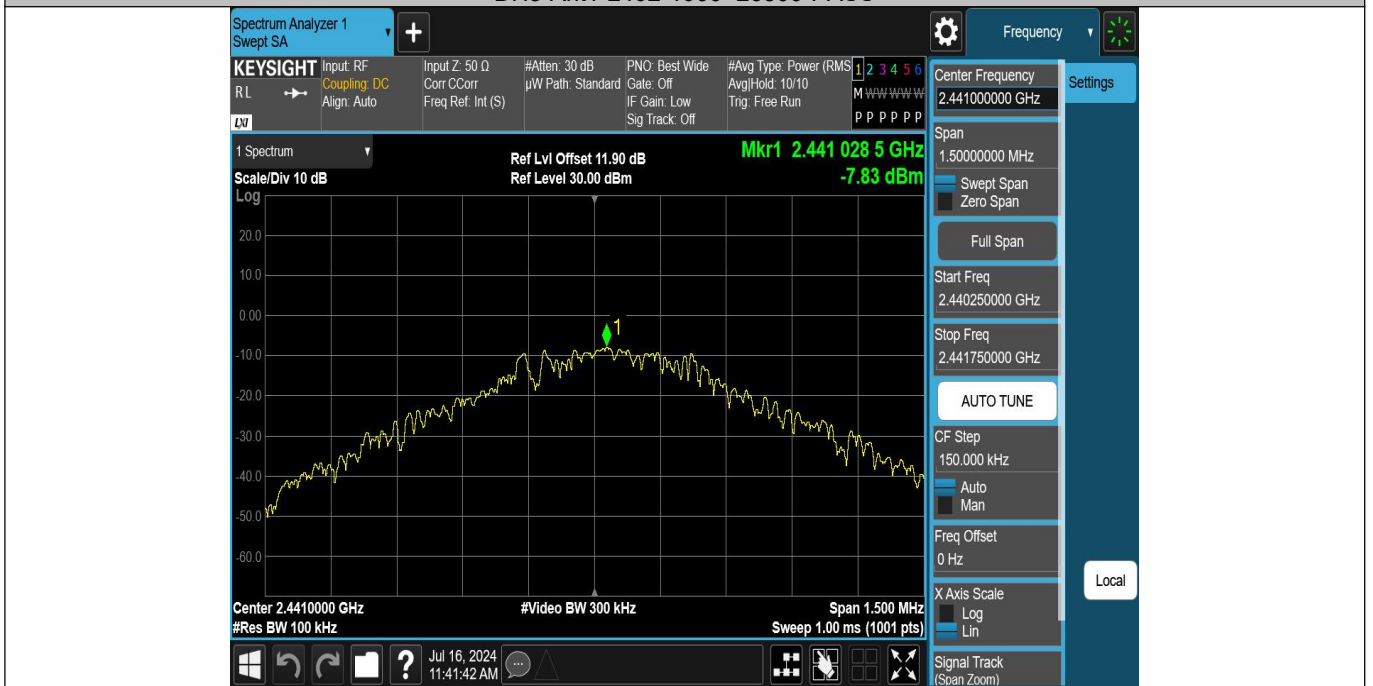 Spectrum Analyzer 1
Swept SA
+
Frequency
KEYSIGHT
RL
LXI
Input: RF
Coupling: DC
Align: Auto
Input Z: 50 Ω
Corr CCorr
Freq Ref: Int (S)
#Atten: 30 dB
µW Path: Standard
PNO: Best Wide
Gate: Off
IF Gain: Low
Sig Track: Off
#Avg Type: Power (RMS
Avg|Hold: 10/10
Trig: Free Run
1 2 3 4 5 6
M W W W W W
P P P P P P
1 Spectrum
Scale/Div 10 dB
Log
Ref Lvl Offset 11.90 dB
Ref Level 30.00 dBm
Mkr1 2.441 028 5 GHz
-7.83 dBm
20.0
10.0
0.00
-10.0
-20.0
-30.0
-40.0
-50.0
-60.0
1
Center 2.4410000 GHz
#Res BW 100 kHz
#Video BW 300 kHz
Span 1.500 MHz
Sweep 1.00 ms (1001 pts)
Jul 16, 2024
11:41:42 AM
Center Frequency
2.441000000 GHz
Settings
Span
1.50000000 MHz
Swept Span
Zero Span
Full Span
Start Freq
2.440250000 GHz
Stop Freq
2.441750000 GHz
AUTO TUNE
CF Step
150.000 kHz
Auto
Man
Freq Offset
0 Hz
X Axis Scale
Log
Lin
Local
Signal Track
(Span Zoom)